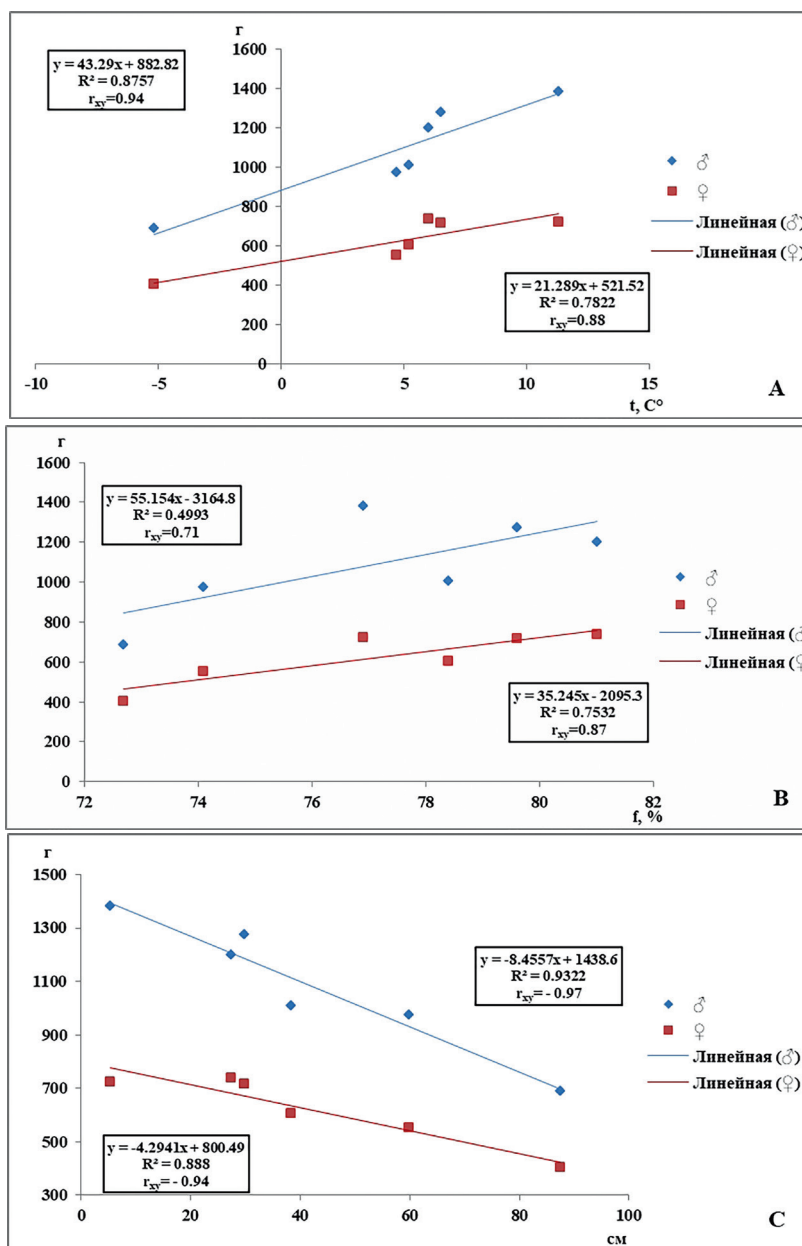 г
1600
1400
1200
1000
800
600
400
200
0
-10
-5
0
5
10
15
t, C°
y = 43.29x + 882.82
R² = 0.8757
rxy=0.94
y = 21.289x + 521.52
R² = 0.7822
rxy=0.88
♂
♀
Линейная (♂)
Линейная (♀)
A
г
1600
1400
1200
1000
800
600
400
200
0
72
74
76
78
80
82
f, %
y = 55.154x - 3164.8
R² = 0.4993
rxy=0.71
y = 35.245x - 2095.3
R² = 0.7532
rxy=0.87
♂
♀
Линейная (♂
Линейная (♀
B
г
1500
1300
1100
900
700
500
300
0
20
40
60
80
100
см
y = -8.4557x + 1438.6
R² = 0.9322
rxy= - 0.97
y = -4.2941x + 800.49
R² = 0.888
rxy= - 0.94
♂
♀
Линейная (♂)
Линейная (♀)
C